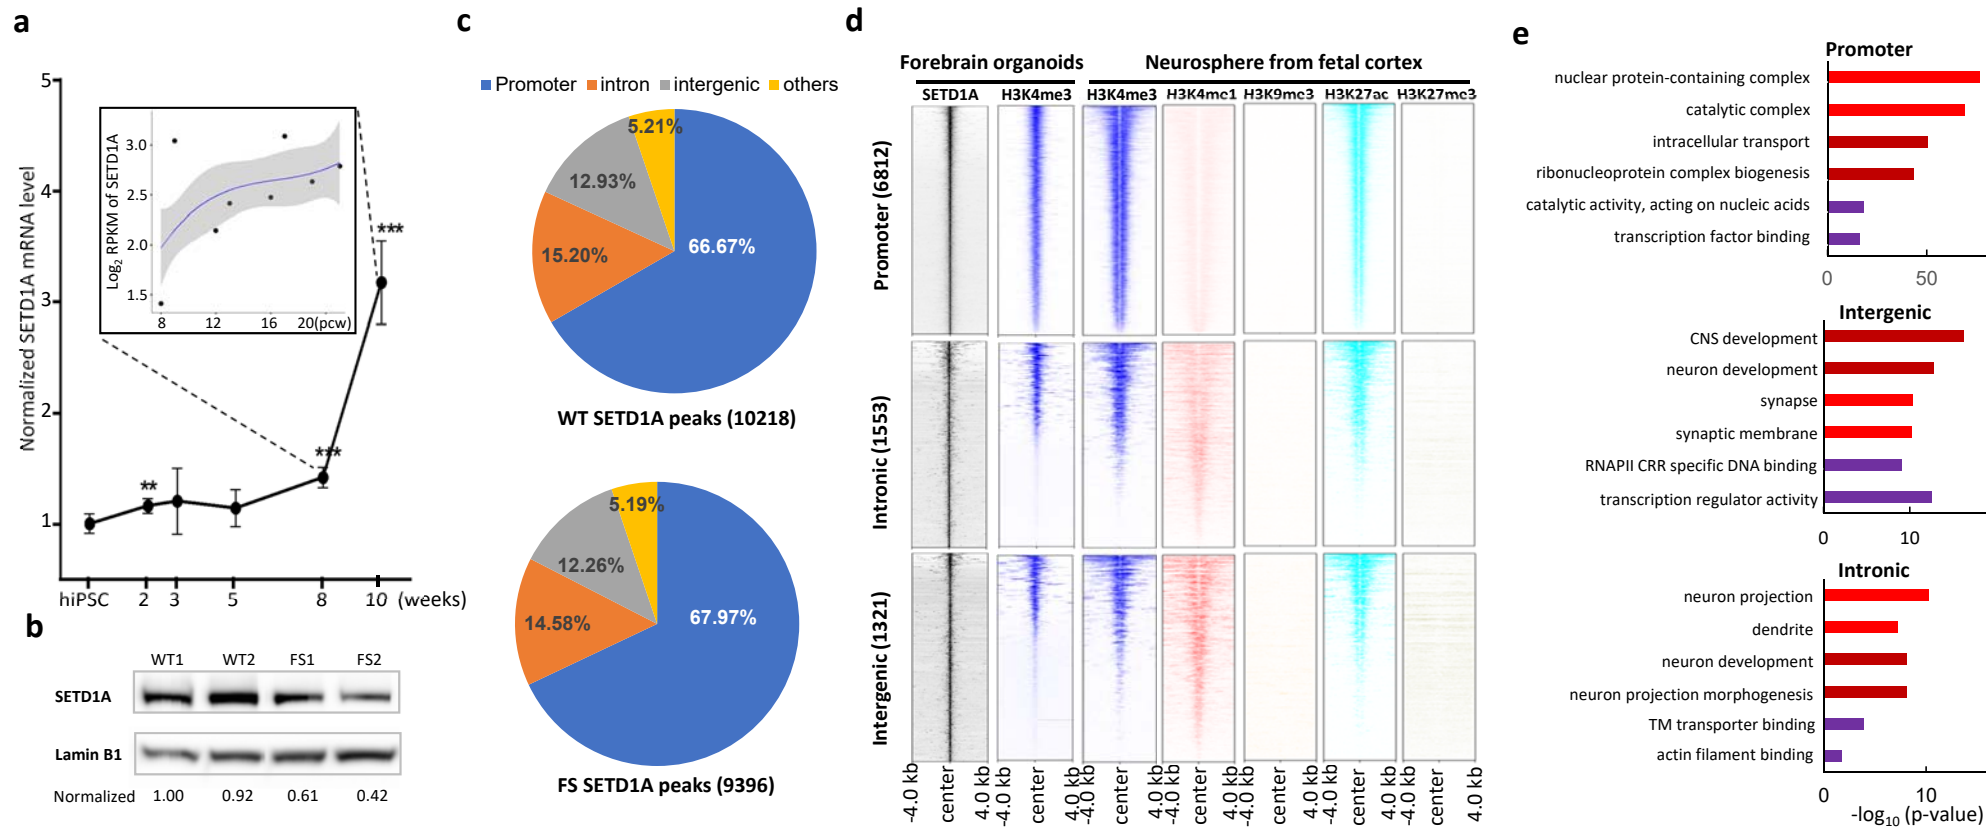 a
Normalized SETD1A mRNA level
5
4
3
2
1
Log2 RPKM of SETD1A
3.0
2.5
2.0
1.5
8 12 16 20(pcw)
** *** ***
hiPSC 2 3 5 8 10 (weeks)
b
WT1 WT2 FS1 FS2
SETD1A
Lamin B1
Normalized 1.00 0.92 0.61 0.42
c
Promoter intron intergenic others
5.21%
12.93%
15.20%
66.67%
WT SETD1A peaks (10218)
5.19%
12.26%
14.58%
67.97%
FS SETD1A peaks (9396)
d
Forebrain organoids Neurosphere from fetal cortex
SETD1A H3K4me3 H3K4me3 H3K4me1 H3K9me3 H3K27ac H3K27me3
Promoter (6812)
Intronic (1553)
Intergenic (1321)
-4.0 kb center 4.0 kb -4.0 kb center 4.0 kb -4.0 kb center 4.0 kb -4.0 kb center 4.0 kb -4.0 kb center 4.0 kb -4.0 kb center 4.0 kb -4.0 kb center 4.0 kb
e
Promoter
nuclear protein-containing complex
catalytic complex
intracellular transport
ribonucleoprotein complex biogenesis
catalytic activity, acting on nucleic acids
transcription factor binding
0 50
Intergenic
CNS development
neuron development
synapse
synaptic membrane
RNAPII CRR specific DNA binding
transcription regulator activity
0 10
Intronic
neuron projection
dendrite
neuron development
neuron projection morphogenesis
TM transporter binding
actin filament binding
0 10
-log10 (p-value)